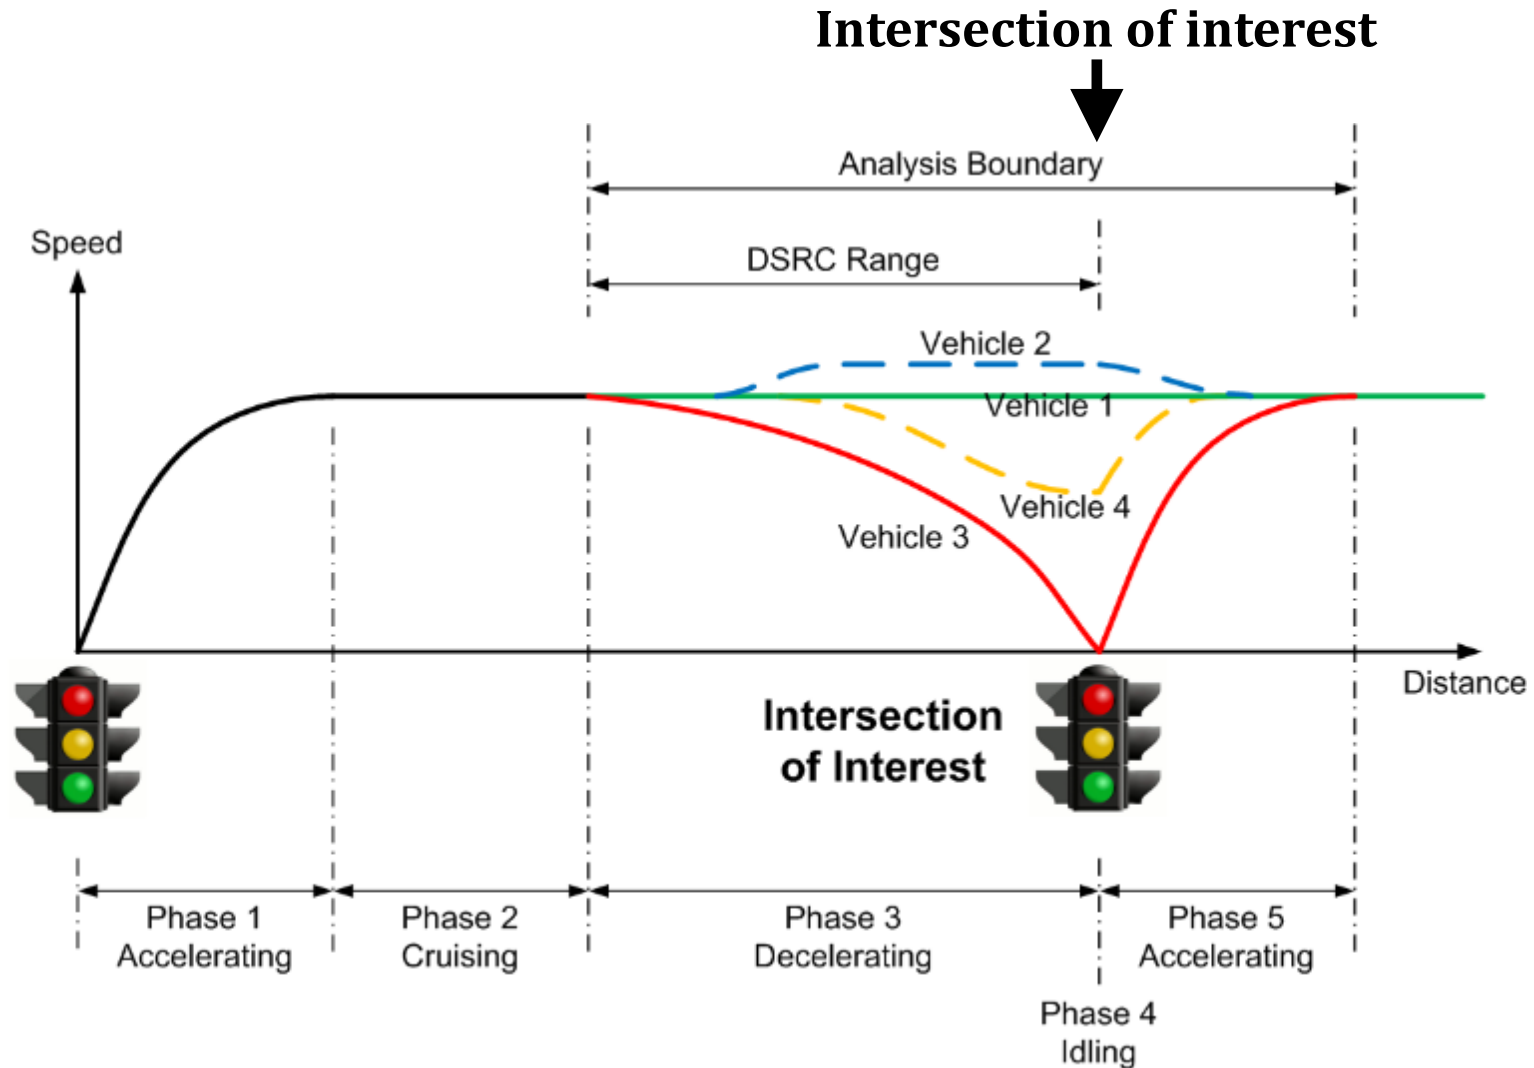 Intersection of interest
Analysis Boundary
Speed
DSRC Range
Vehicle 2
Vehicle 1
Vehicle 4
Vehicle 3
Distance
Intersection
of Interest
Phase 1
Accelerating
Phase 2
Cruising
Phase 3
Decelerating
Phase 5
Accelerating
Phase 4
Idling